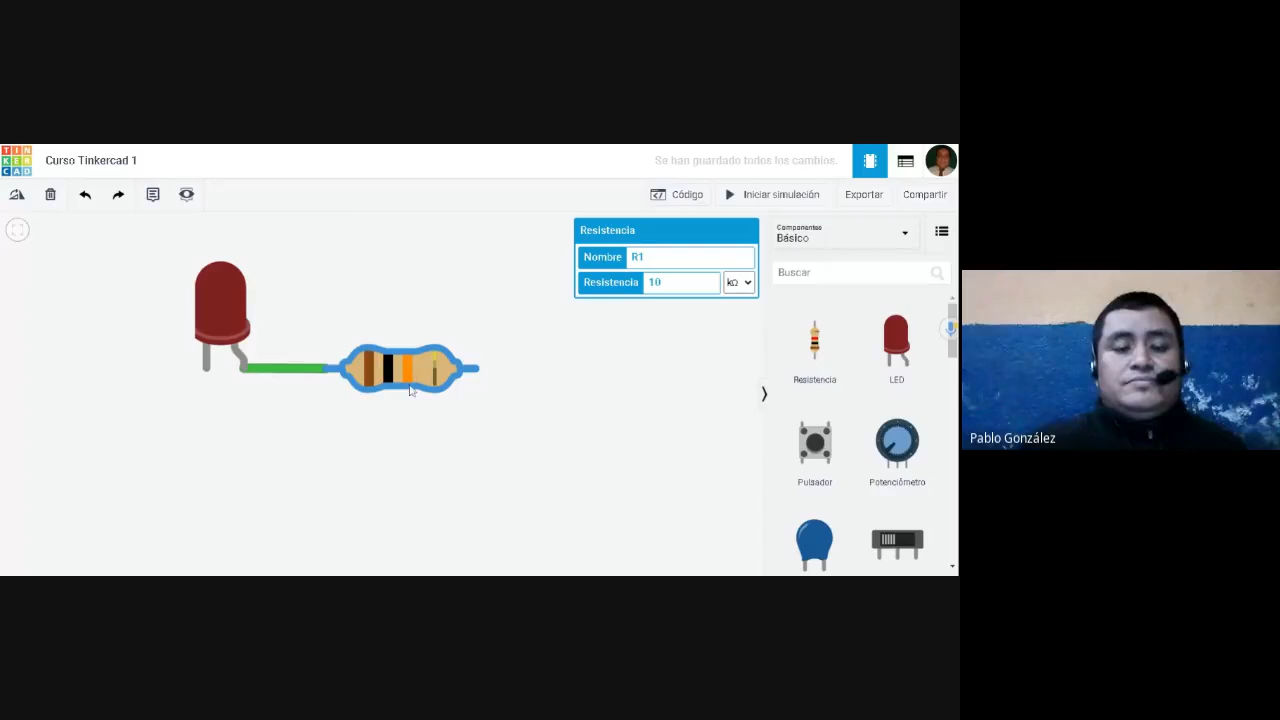 TIN
KER
CAD
Curso Tinkercad 1
Se han guardado todos los cambios.
Código
Iniciar simulación
Exportar
Compartir
Resistencia
Nombre R1
Resistencia 10 kΩ
Componentes
Básico
Buscar
Resistencia
LED
Pulsador
Potenciómetro
Pablo González